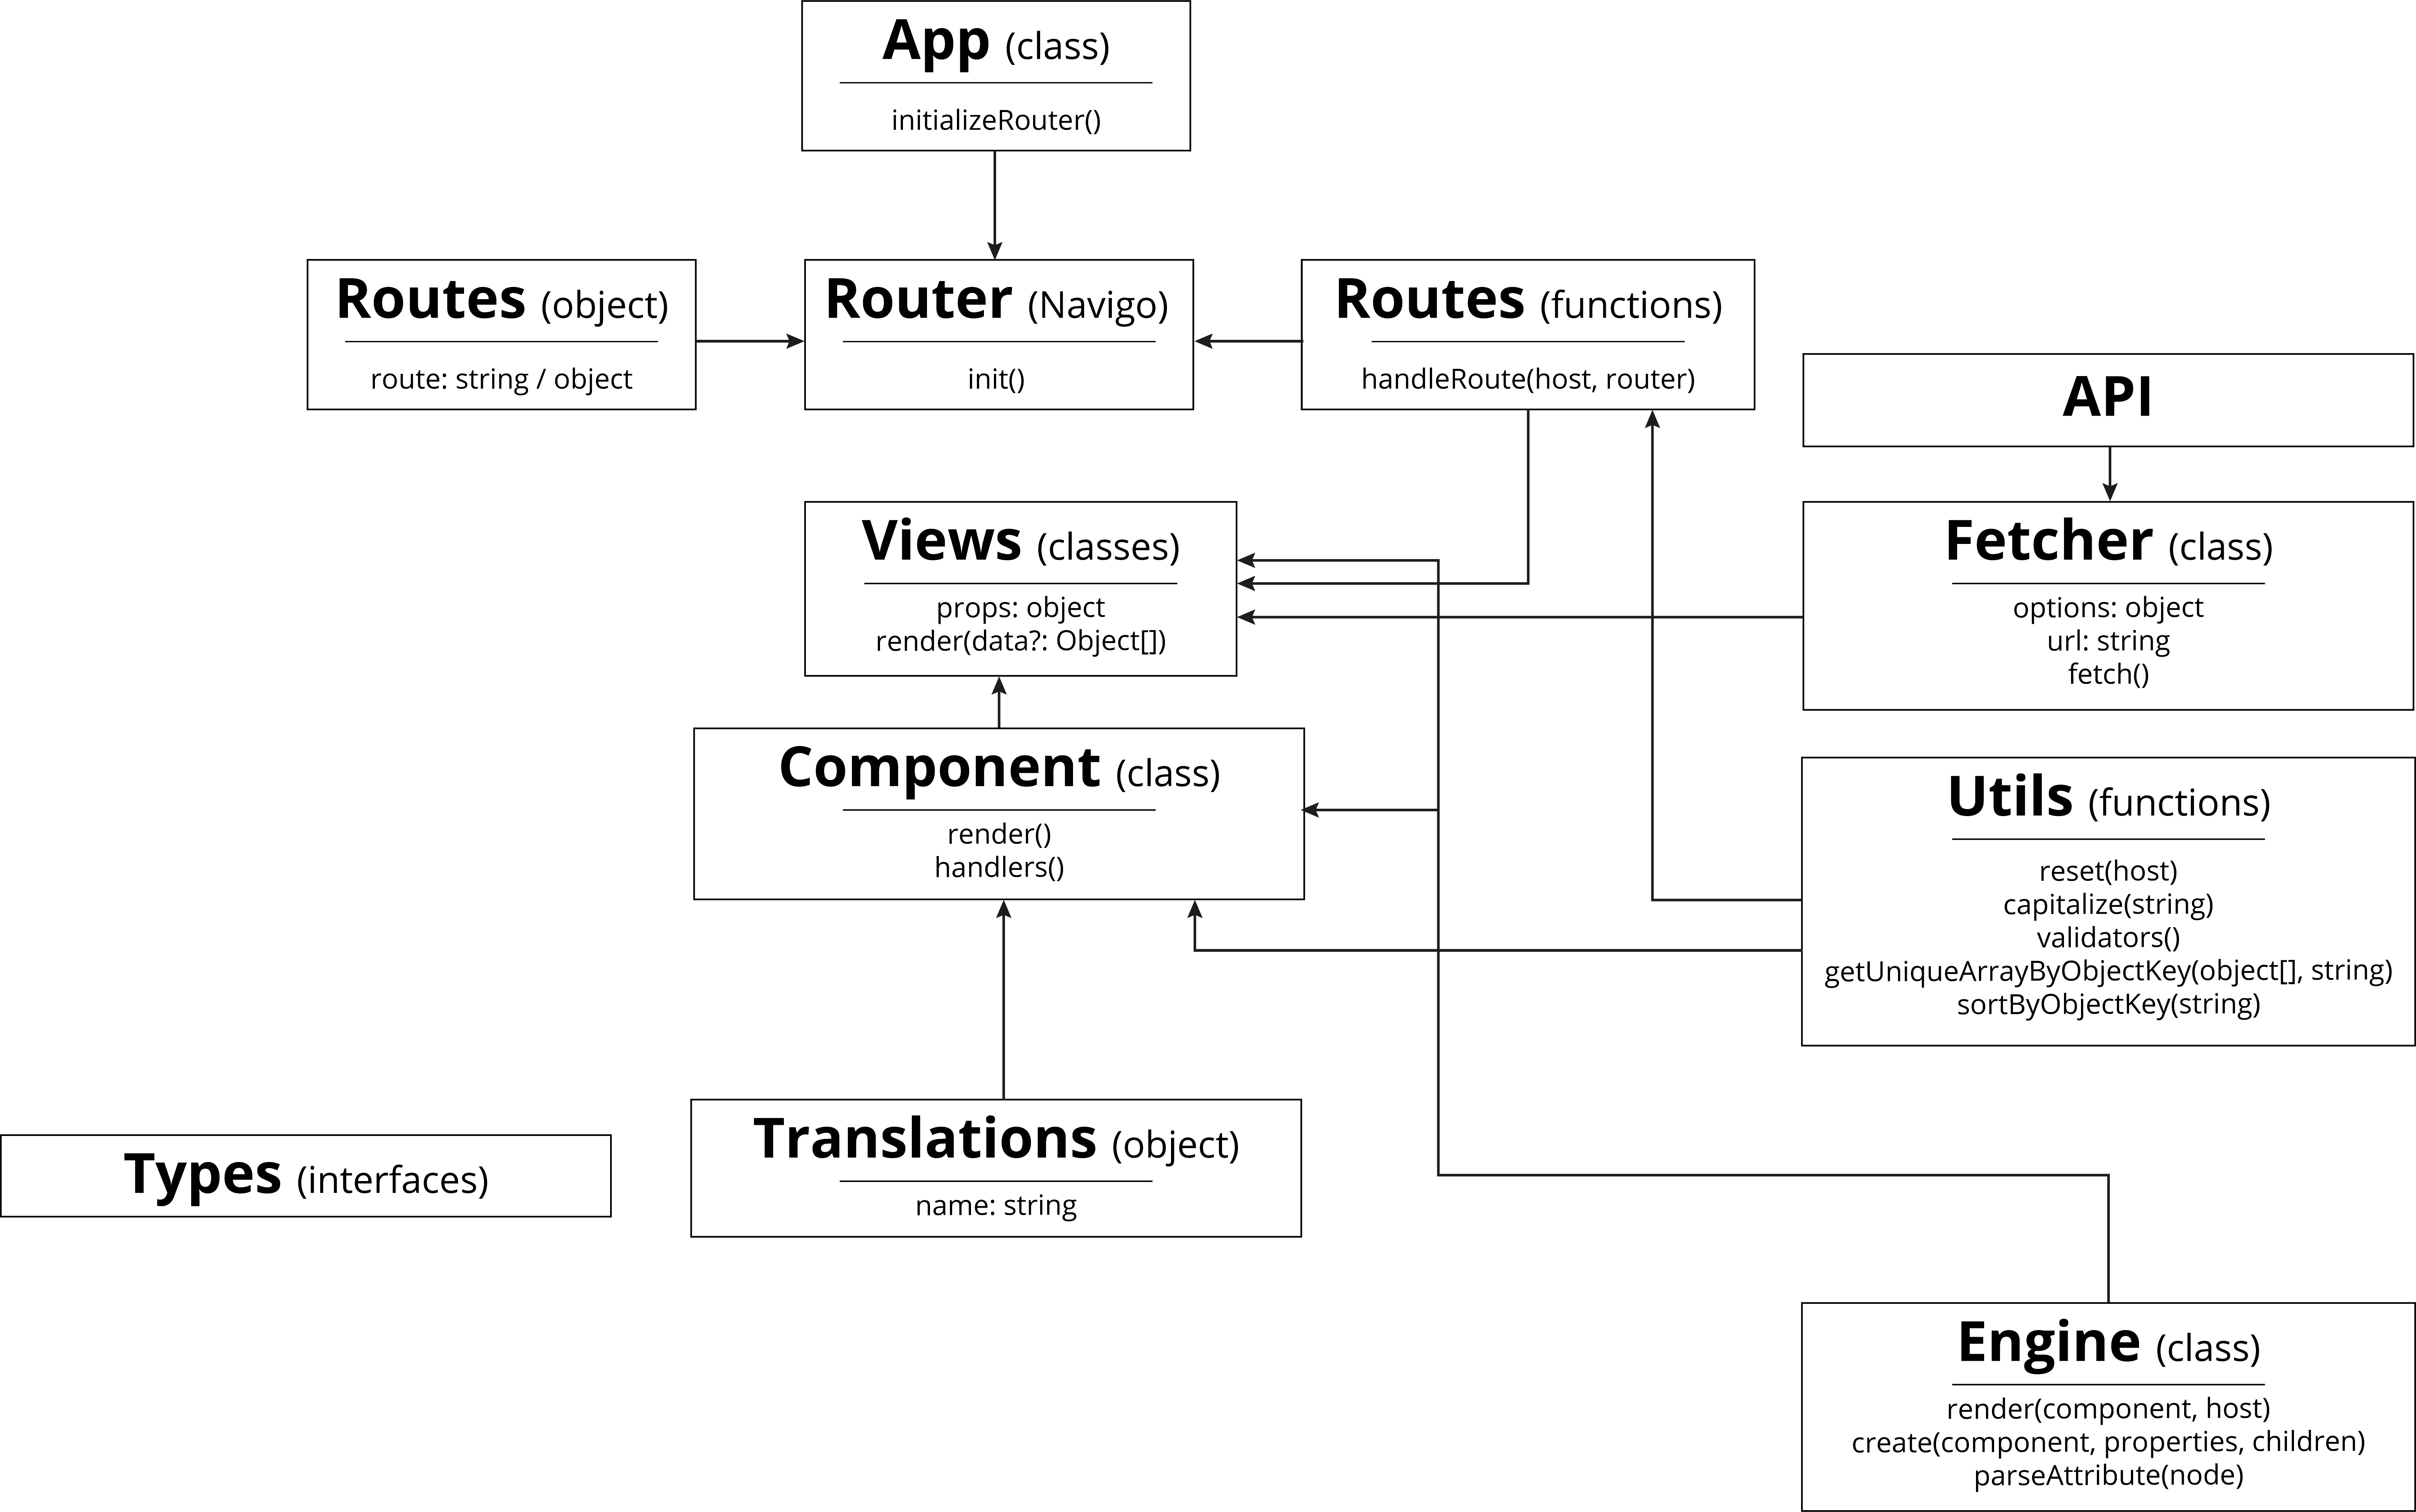 App (class)
initializeRouter()
Routes (object)
route: string / object
Router (Navigo)
init()
Routes (functions)
handleRoute(host, router)
API
Views (classes)
props: object
render(data?: Object[])
Fetcher (class)
options: object
url: string
fetch()
Component (class)
render()
handlers()
Utils (functions)
reset(host)
capitalize(string)
validators()
getUniqueArrayByObjectKey(object[], string)
sortByObjectKey(string)
Types (interfaces)
Translations (object)
name: string
Engine (class)
render(component, host)
create(component, properties, children)
parseAttribute(node)